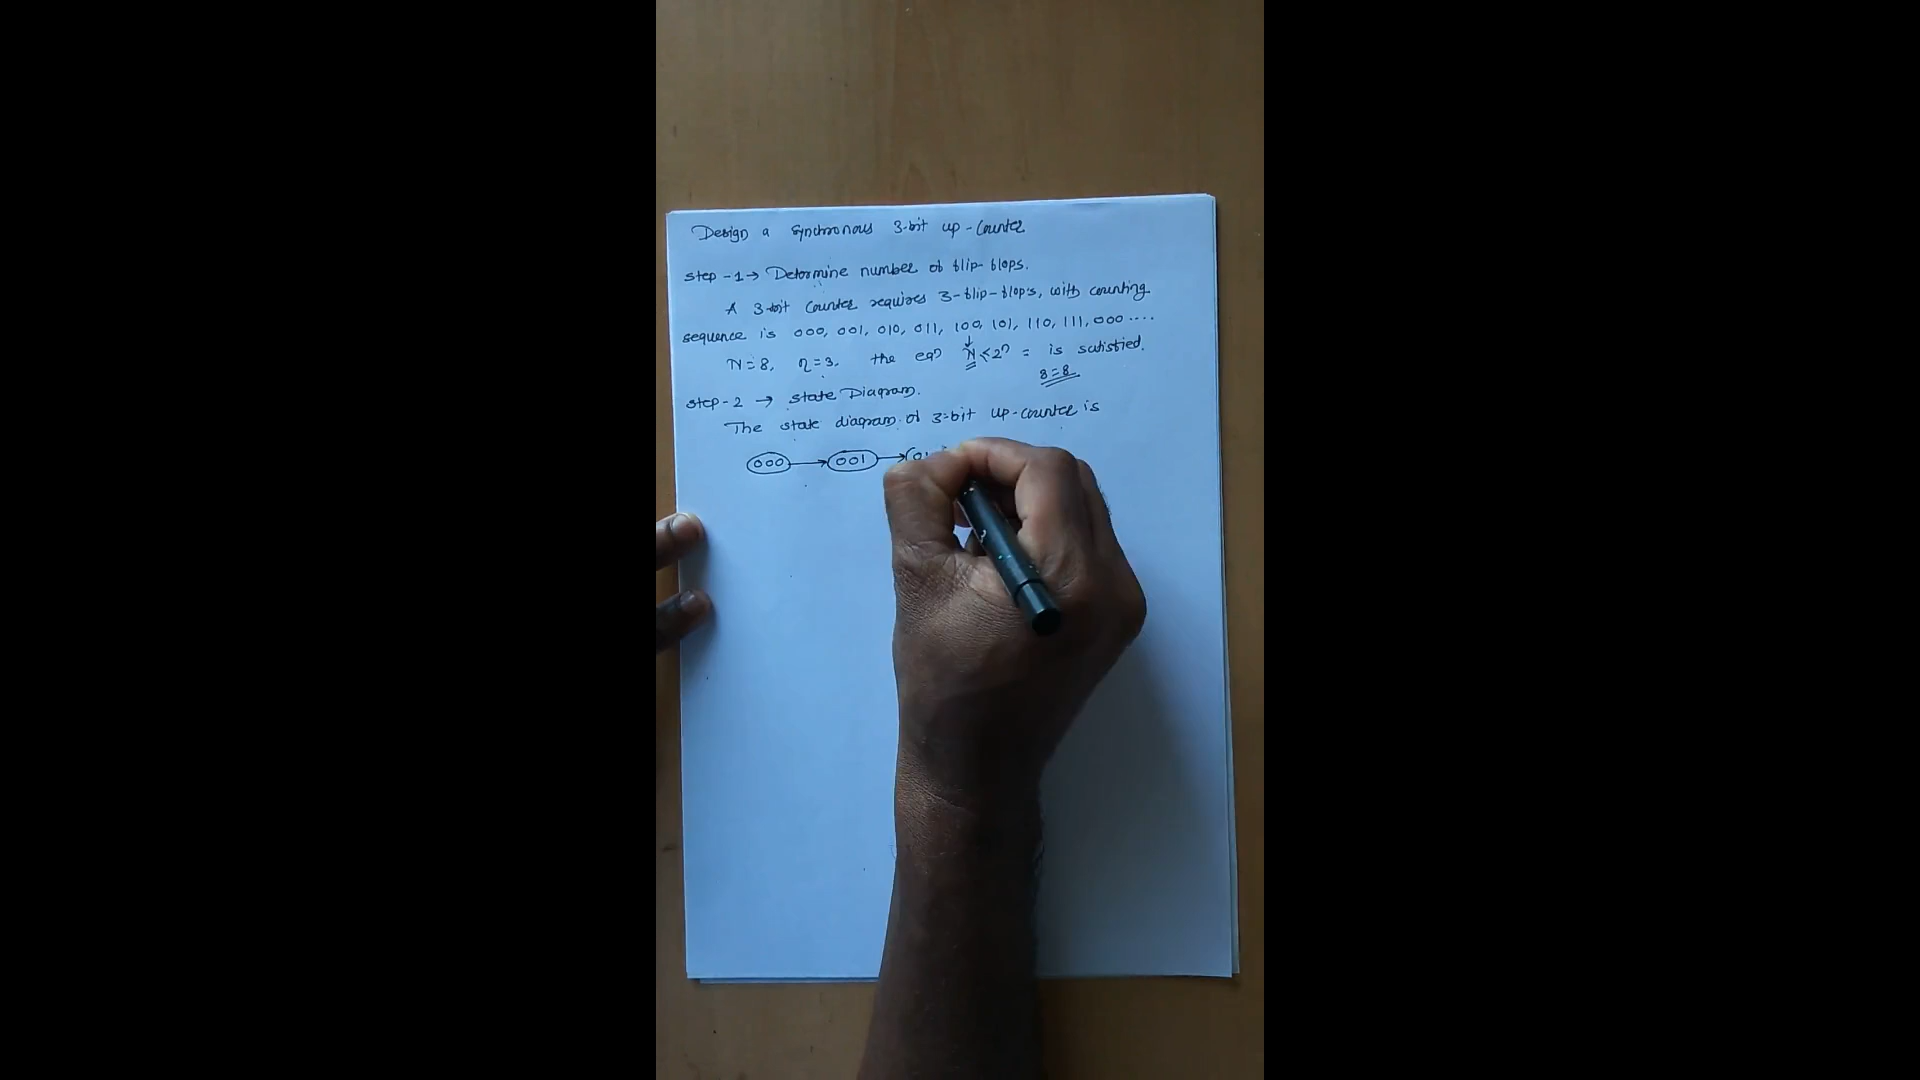 Design a synchronous 3-bit up-counter
step-1→ Determine number of flip-flops.
A 3-bit counter requires 3-flip-flops, with counting
sequence is 000, 001, 010, 011, 100, 101, 110, 111, 000 ....
N=8, n=3, the eqn N≤2ⁿ = is satisfied.
8=8
step-2 → state Diagram.
The state diagram of 3-bit up-counter is
000 → 001 → 01